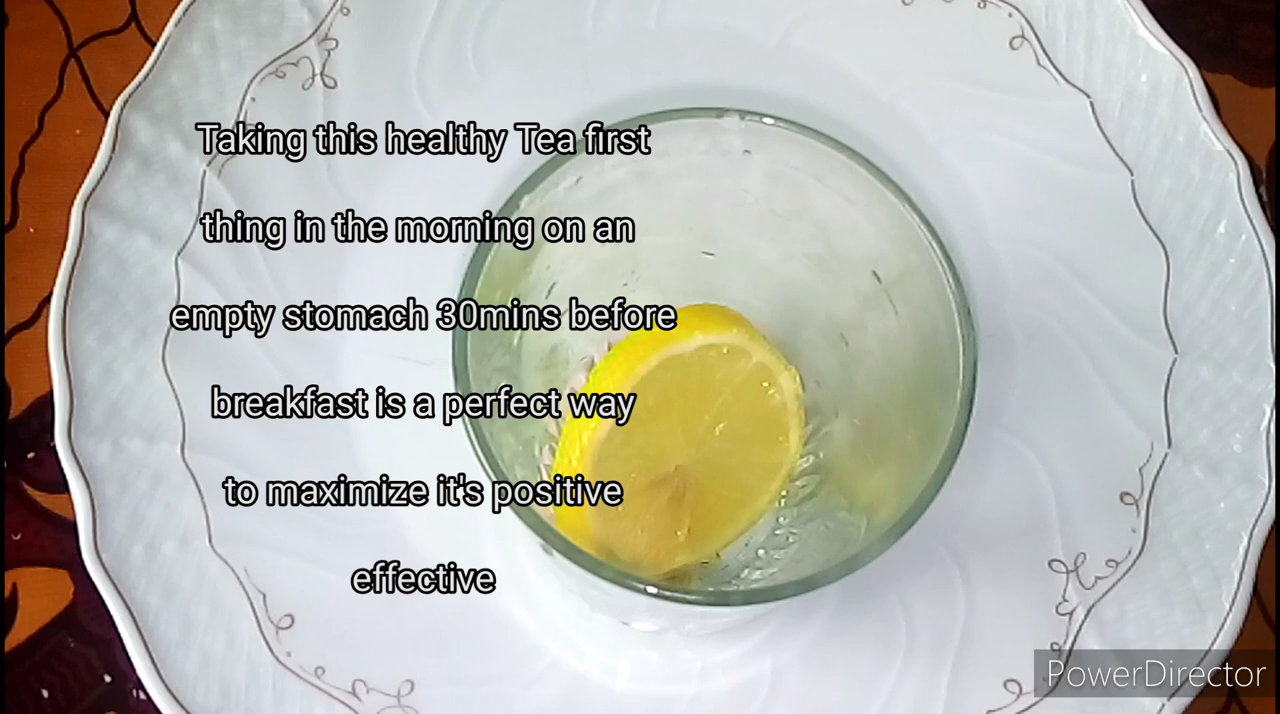 Taking this healthy Tea first
thing in the morning on an
empty stomach 30mins before
breakfast is a perfect way
to maximize it's positive
effective
PowerDirector